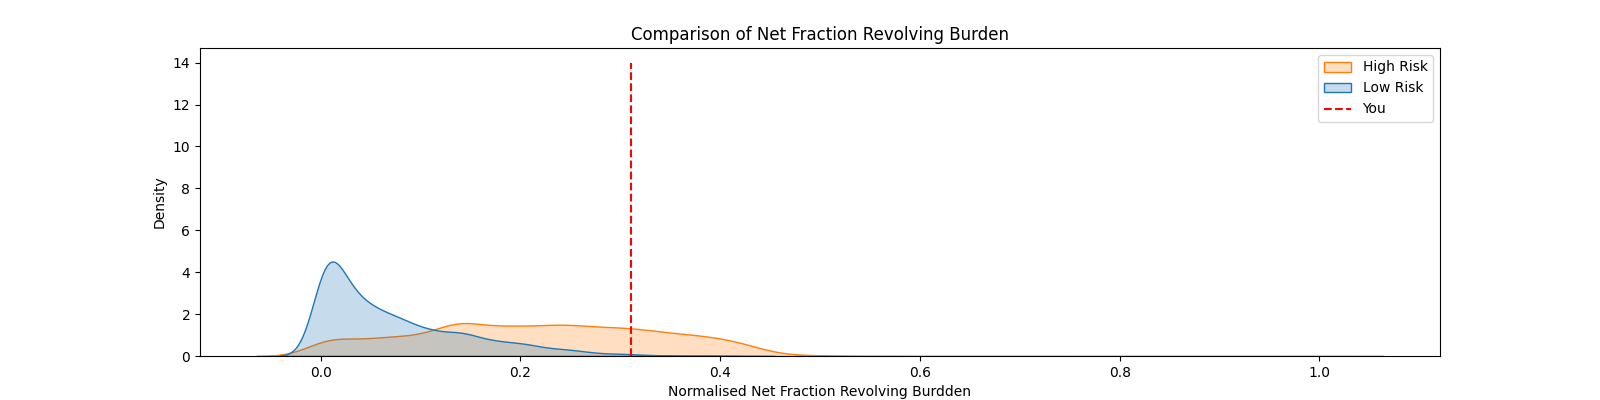 Comparison of Net Fraction Revolving Burden
14
12
10
8
6
4
2
0
Density
0.0 0.2 0.4 0.6 0.8 1.0
Normalised Net Fraction Revolving Burdden
High Risk
Low Risk
You